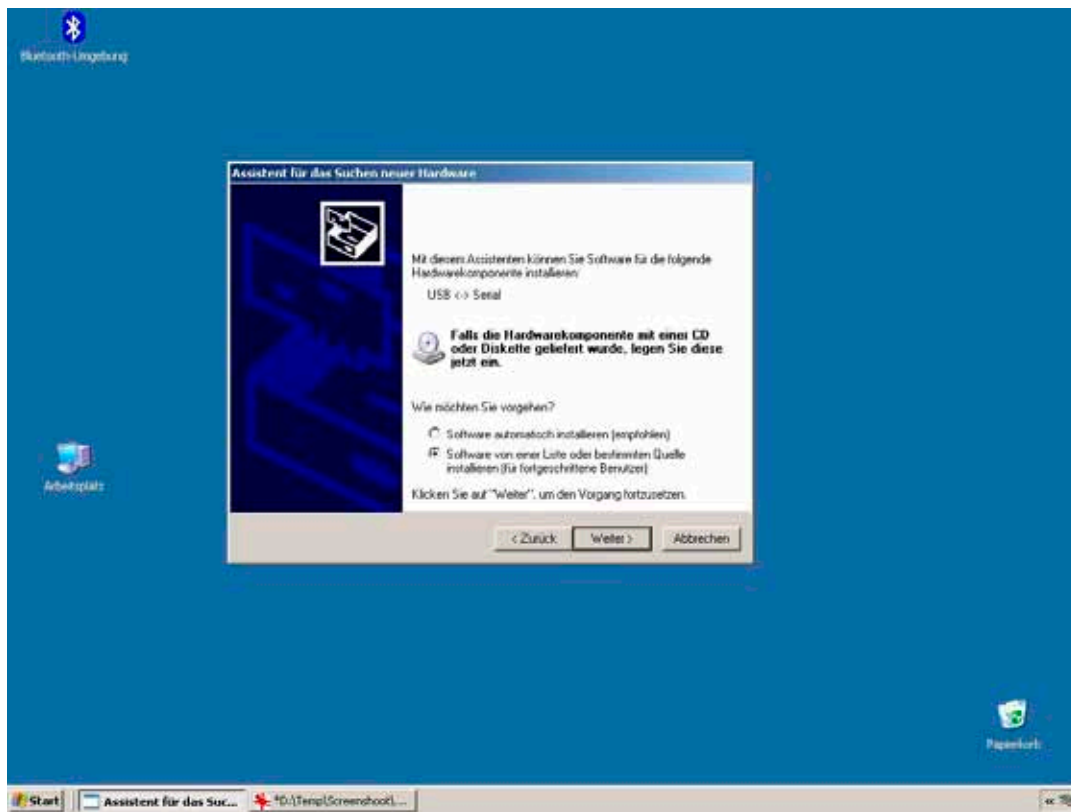 Bluetooth-Umgebung
Assistent für das Suchen neuer Hardware
Mit diesem Assistenten können Sie Software für die folgende
Hardwarekomponente installieren:
USB <-> Serial
Falls die Hardwarekomponente mit einer CD
oder Diskette geliefert wurde, legen Sie diese
jetzt ein.
Wie möchten Sie vorgehen?
Software automatisch installieren (empfohlen)
Software von einer Liste oder bestimmten Quelle
installieren (für fortgeschrittene Benutzer)
Klicken Sie auf "Weiter", um den Vorgang fortzusetzen.
< Zurück
Weiter >
Abbrechen
Arbeitsplatz
Papierkorb
Start
Assistent für das Suc...
*D:\Temp\Screenshoot\...
«